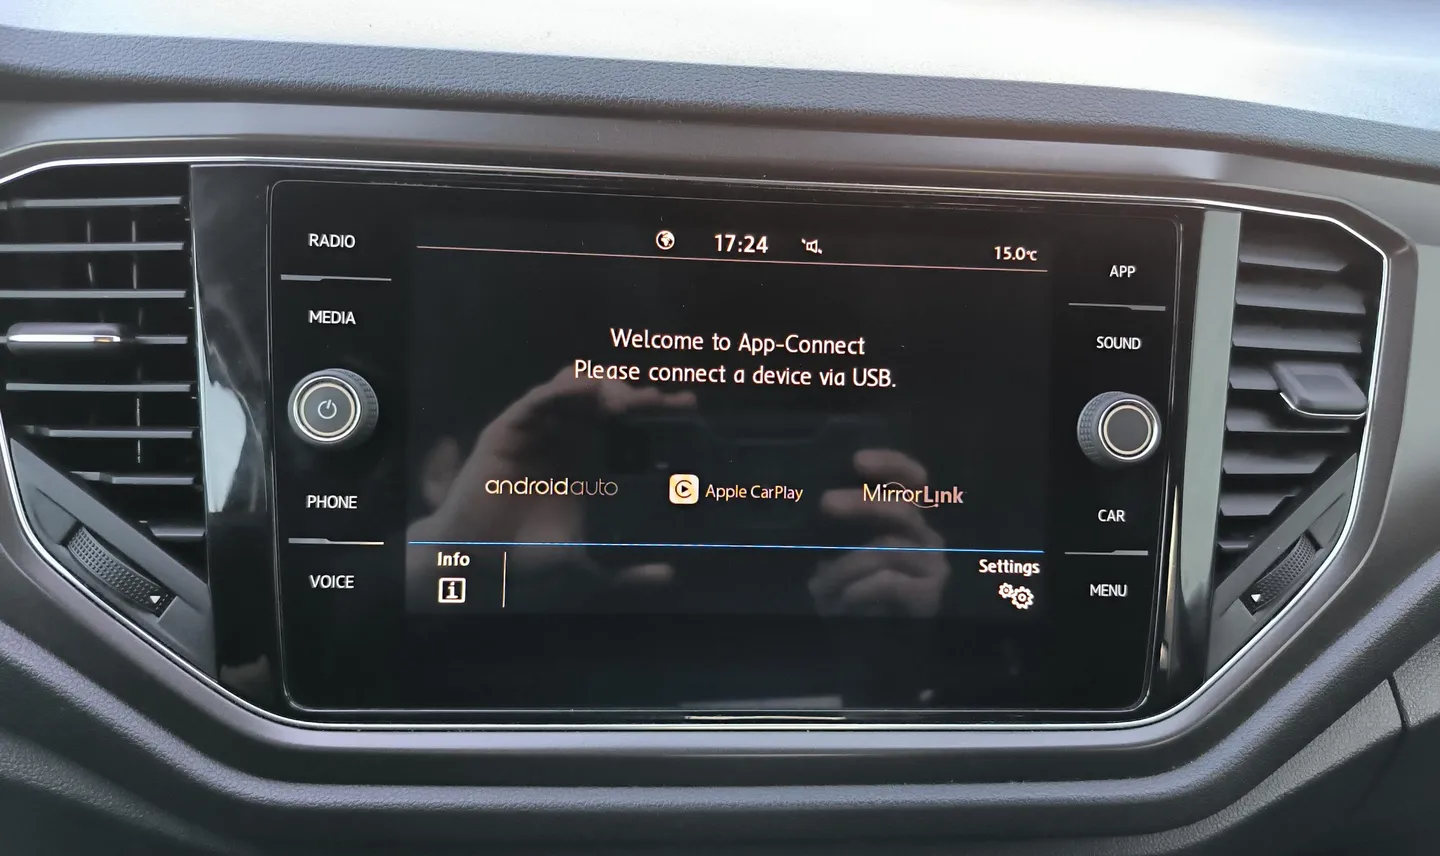 RADIO
MEDIA
PHONE
VOICE
17:24
15.0°C
Welcome to App-Connect
Please connect a device via USB.
androidauto
Apple CarPlay
MirrorLink
Info
i
Settings
APP
SOUND
CAR
MENU